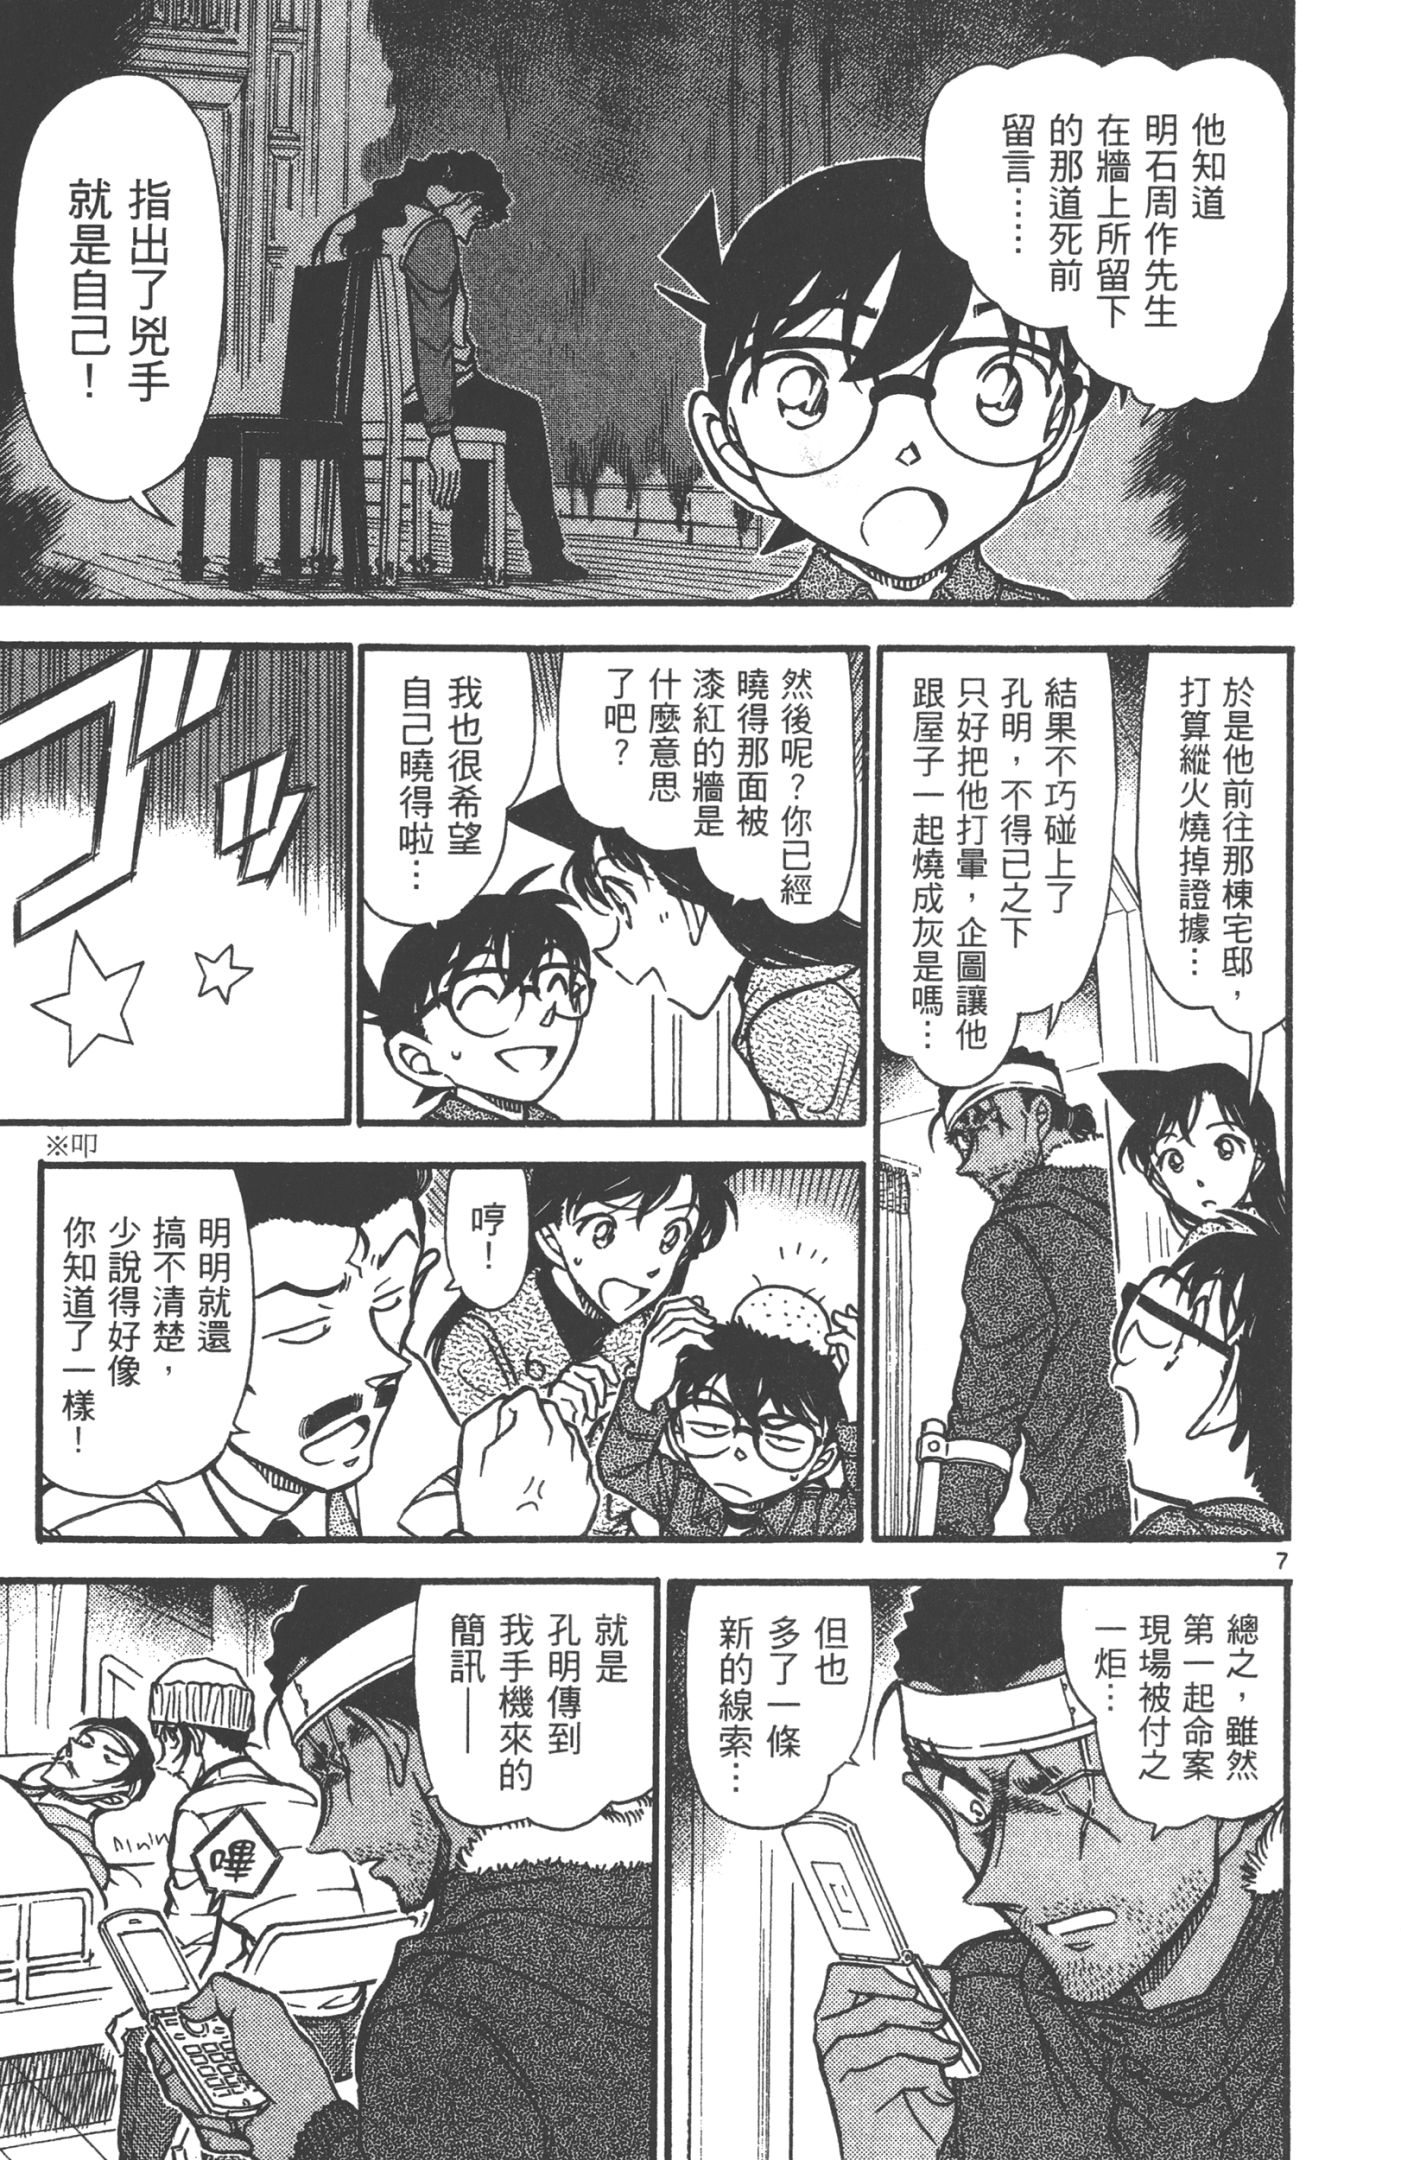 他知道
明石周作先生
在牆上所留下
的那道死前
留言……
指出了兇手
就是自己！
於是他前往那棟宅邸，
打算縱火燒掉證據…
結果不巧碰上了
孔明，不得已之下
只好把他打暈，企圖讓他
跟屋子一起燒成灰是嗎…
然後呢？你已經
曉得那面被
漆紅的牆是
什麼意思
了吧？
我也很希望
自己曉得啦…
ゴン
※叩
哼！
明明就還
搞不清楚，
少說得好像
你知道了一樣！
7
總之，雖然
第一起命案
現場被付之
一炬…
但也
多了一條
新的線索…
就是
孔明傳到
我手機來的
簡訊——
嗶